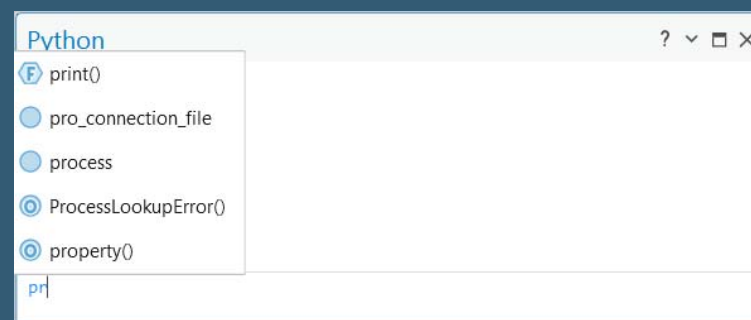 Python
print()
pro_connection_file
process
ProcessLookupError()
property()
pr